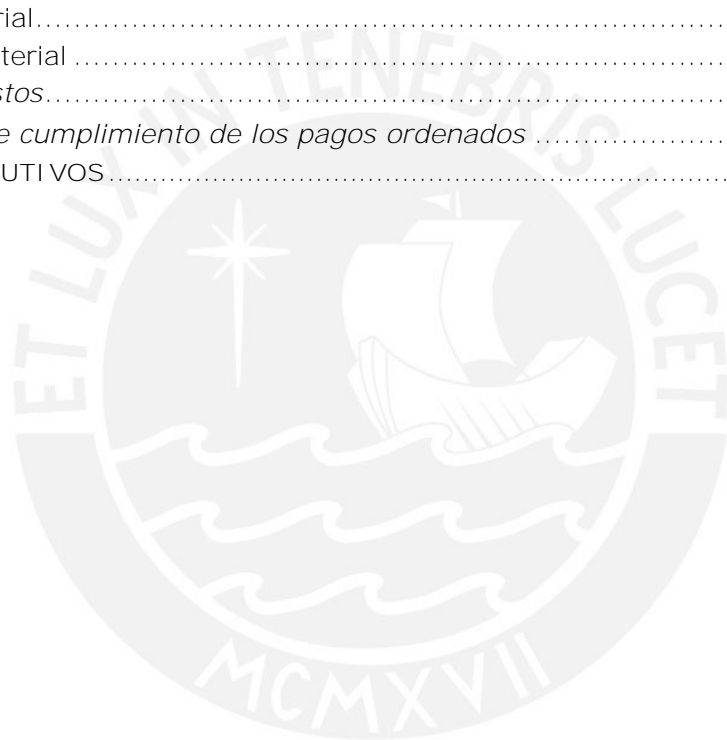 rial....................................................................................
terial .................................................................................
stos....................................................................................
e cumplimiento de los pagos ordenados ....................
UTIVOS................................................................................
ET LUX IN TENEBRIS LUCET
MCMXVII